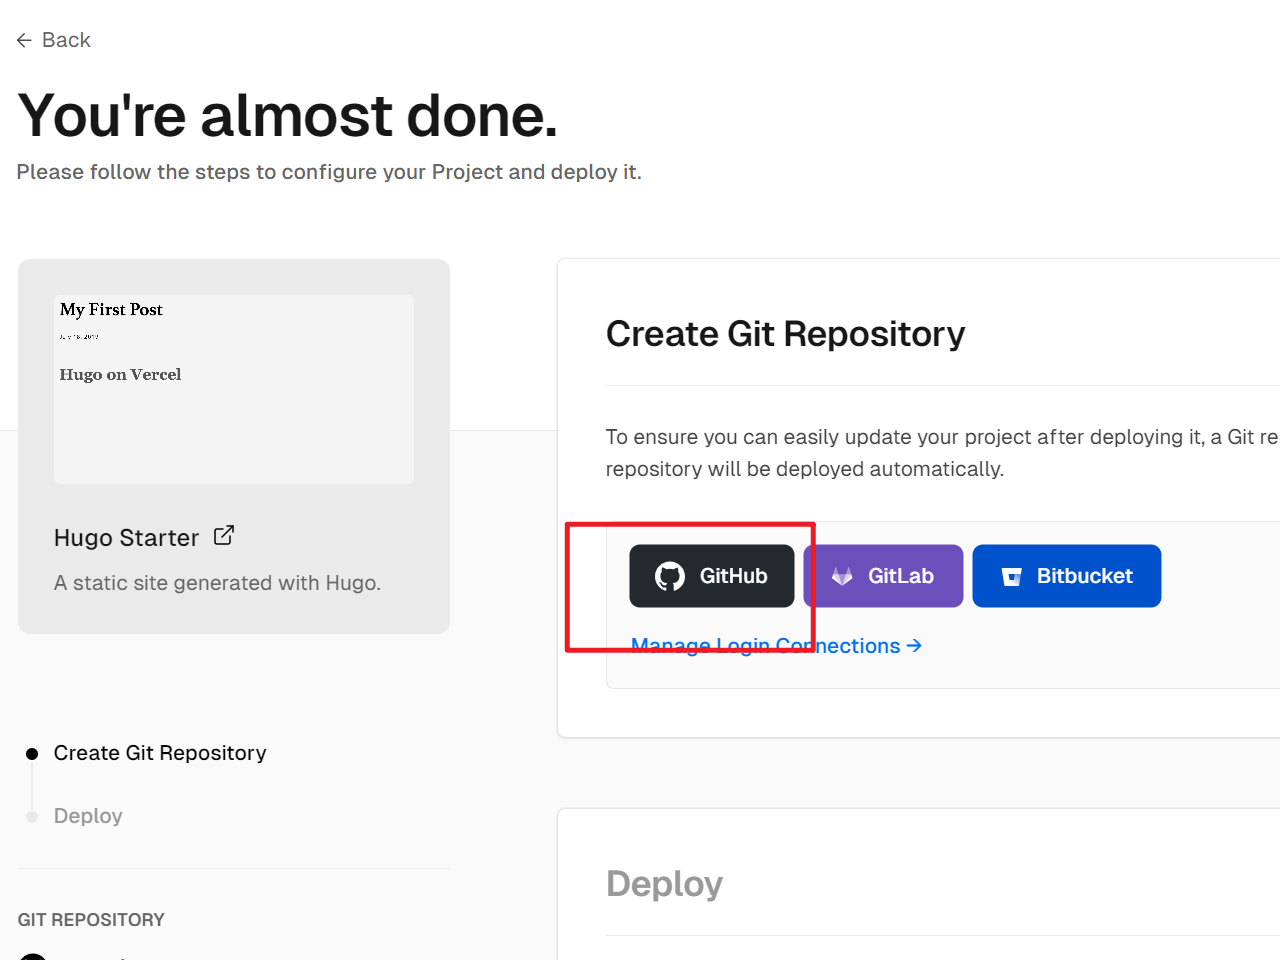 ← Back
You're almost done.
Please follow the steps to configure your Project and deploy it.
My First Post
July 18, 2019
Hugo on Vercel
Hugo Starter
A static site generated with Hugo.
Create Git Repository
Deploy
GIT REPOSITORY
Create Git Repository
To ensure you can easily update your project after deploying it, a Git re
repository will be deployed automatically.
GitHub
GitLab
Bitbucket
Manage Login Connections →
Deploy